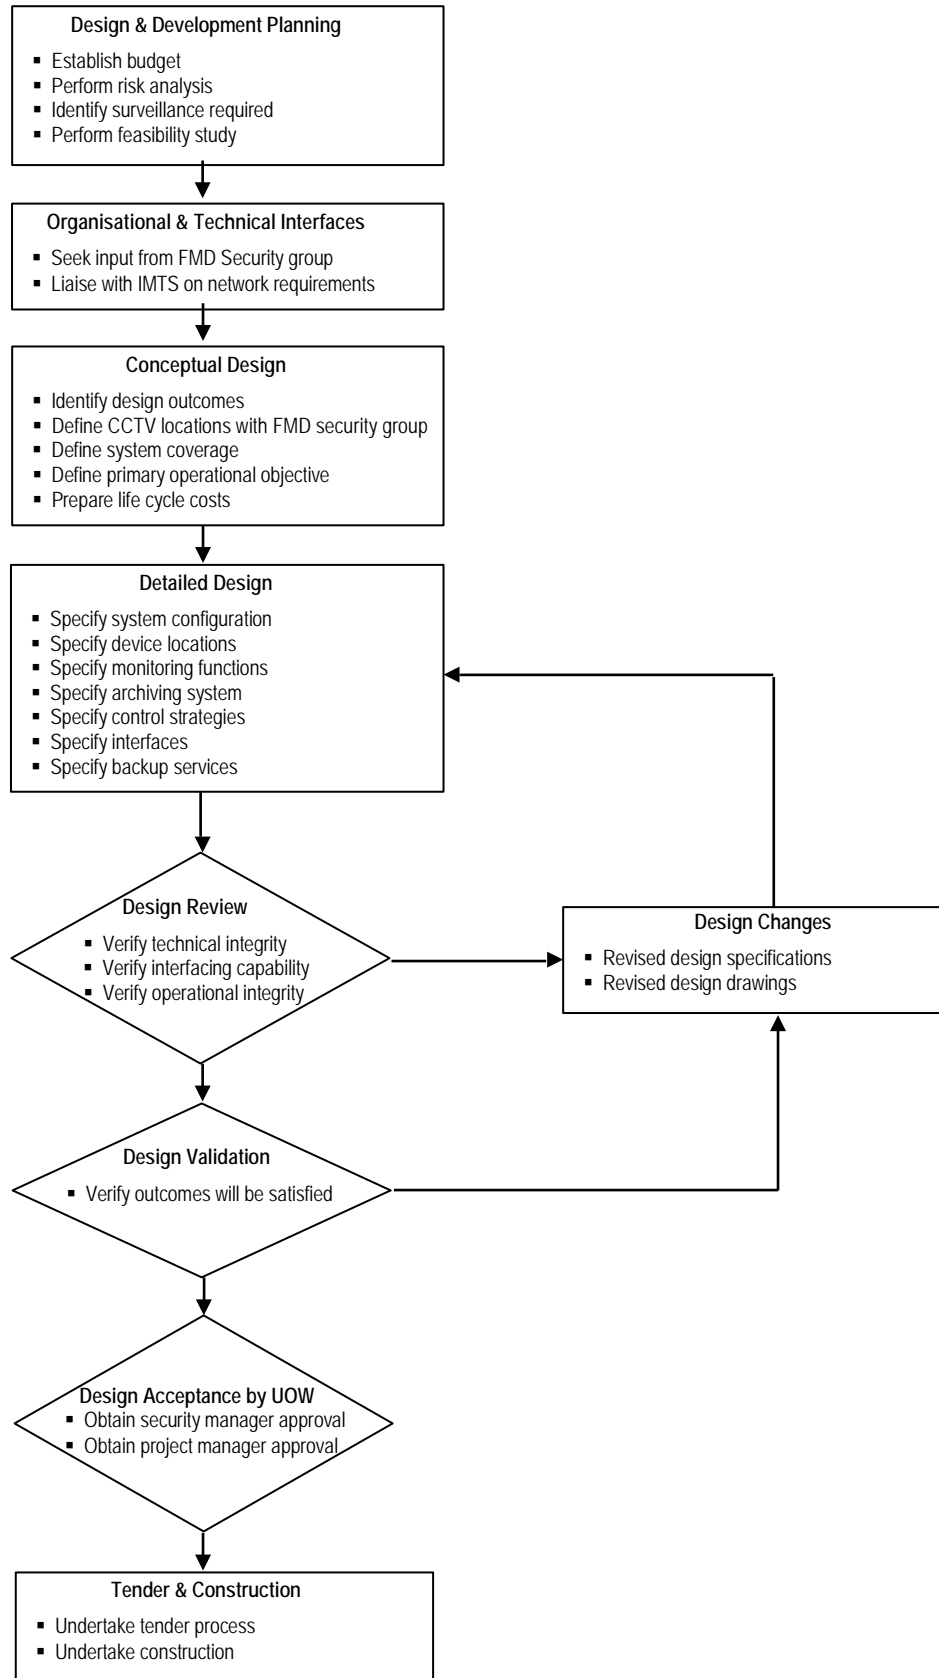 Design & Development Planning
▪ Establish budget
▪ Perform risk analysis
▪ Identify surveillance required
▪ Perform feasibility study
Organisational & Technical Interfaces
▪ Seek input from FMD Security group
▪ Liaise with IMTS on network requirements
Conceptual Design
▪ Identify design outcomes
▪ Define CCTV locations with FMD security group
▪ Define system coverage
▪ Define primary operational objective
▪ Prepare life cycle costs
Detailed Design
▪ Specify system configuration
▪ Specify device locations
▪ Specify monitoring functions
▪ Specify archiving system
▪ Specify control strategies
▪ Specify interfaces
▪ Specify backup services
Design Review
▪ Verify technical integrity
▪ Verify interfacing capability
▪ Verify operational integrity
Design Changes
▪ Revised design specifications
▪ Revised design drawings
Design Validation
▪ Verify outcomes will be satisfied
Design Acceptance by UOW
▪ Obtain security manager approval
▪ Obtain project manager approval
Tender & Construction
▪ Undertake tender process
▪ Undertake construction